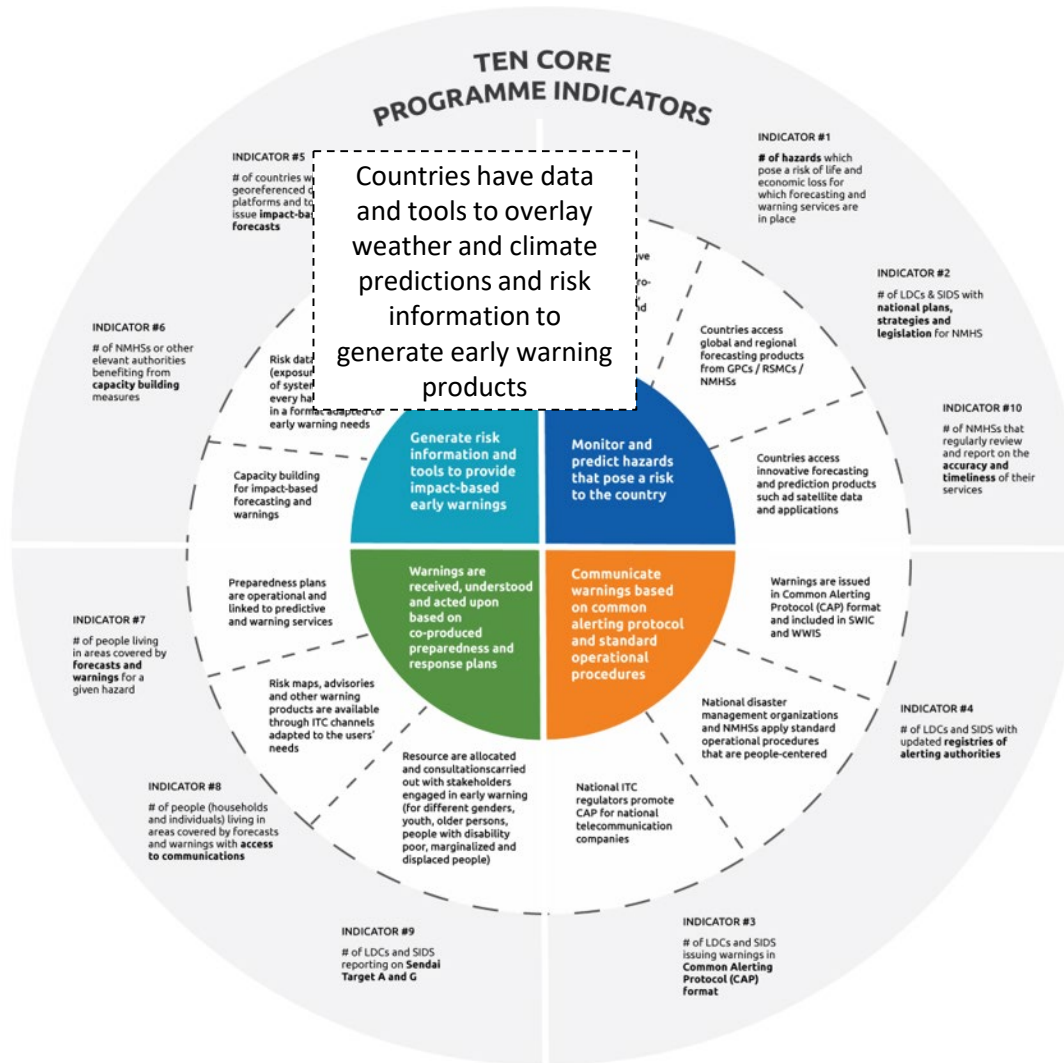 TEN CORE
PROGRAMME INDICATORS
INDICATOR #5
# of countries w
georeferenced
platforms and to
issue impact-ba
forecasts
Countries have data
and tools to overlay
weather and climate
predictions and risk
information to
generate early warning
products
INDICATOR #1
# of hazards which
pose a risk of life and
economic loss for
which forecasting and
warning services are
in place
INDICATOR #2
# of LDCs & SIDS with
national plans,
strategies and
legislation for NMHS
INDICATOR #6
# of NMHSs or other
relevant authorities
benefiting from
capacity building
measures
Risk data
(exposu
of system
every ha
in a format adapted to
early warning needs
Countries access
global and regional
forecasting products
from GPCs / RSMCs /
NMHSs
INDICATOR #10
# of NMHSs that
regularly review
and report on the
accuracy and
timeliness of their
services
Capacity building
for impact-based
forecasting and
warnings
Generate risk
information and
tools to provide
impact-based
early warnings
Monitor and
predict hazards
that pose a risk
to the country
Countries access
innovative forecasting
and prediction products
such ad satellite data
and applications
Preparedness plans
are operational and
linked to predictive
and warning services
Warnings are
received, understood
and acted upon
based on
co-produced
preparedness and
response plans
Communicate
warnings based
on common
alerting protocol
and standard
operational
procedures
Warnings are issued
in Common Alerting
Protocol (CAP) format
and included in SWIC
and WWIS
INDICATOR #7
# of people living
in areas covered by
forecasts and
warnings for a
given hazard
Risk maps, advisories
and other warning
products are available
through ITC channels
adapted to the users'
needs
National disaster
management organizations
and NMHSs apply standard
operational procedures
that are people-centered
INDICATOR #4
# of LDCs and SIDS with
updated registries of
alerting authorities
INDICATOR #8
# of people (households
and individuals) living in
areas covered by forecasts
and warnings with access
to communications
Resource are allocated
and consultationscarried
out with stakeholders
engaged in early warning
(for different genders,
youth, older persons,
people with disability
poor, marginalized and
displaced people)
National ITC
regulators promote
CAP for national
telecommunication
companies
INDICATOR #9
# of LDCs and SIDS
reporting on Sendai
Target A and G
INDICATOR #3
# of LDCs and SIDS
issuing warnings in
Common Alerting
Protocol (CAP)
format